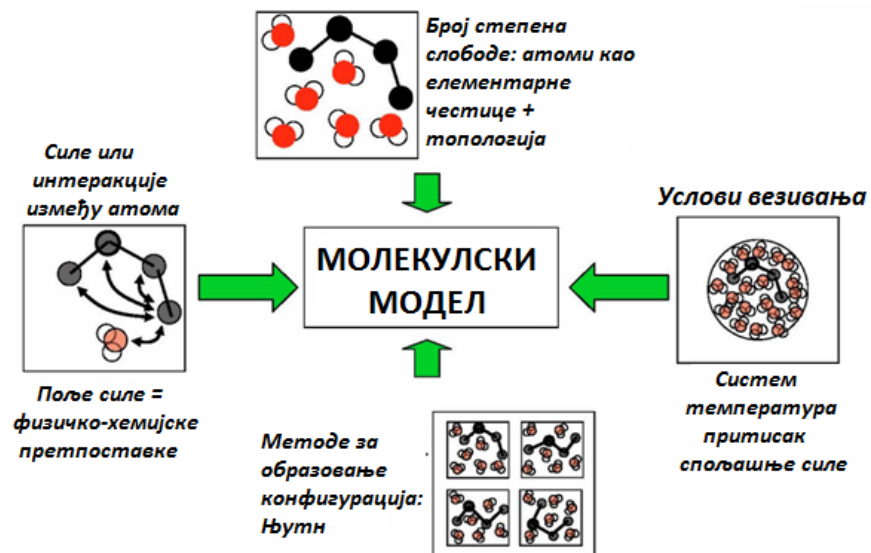 Број степена
слободе: атоми као
елементарне
честице +
топологија
Силе или
интеракције
између атома
Услови везивања
МОЛЕКУЛСКИ
МОДЕЛ
Поље силе =
физичко-хемијске
претпоставке
Систем
температура
притисак
спољашње силе
Методе за
образовање
конфигурација:
Њутн